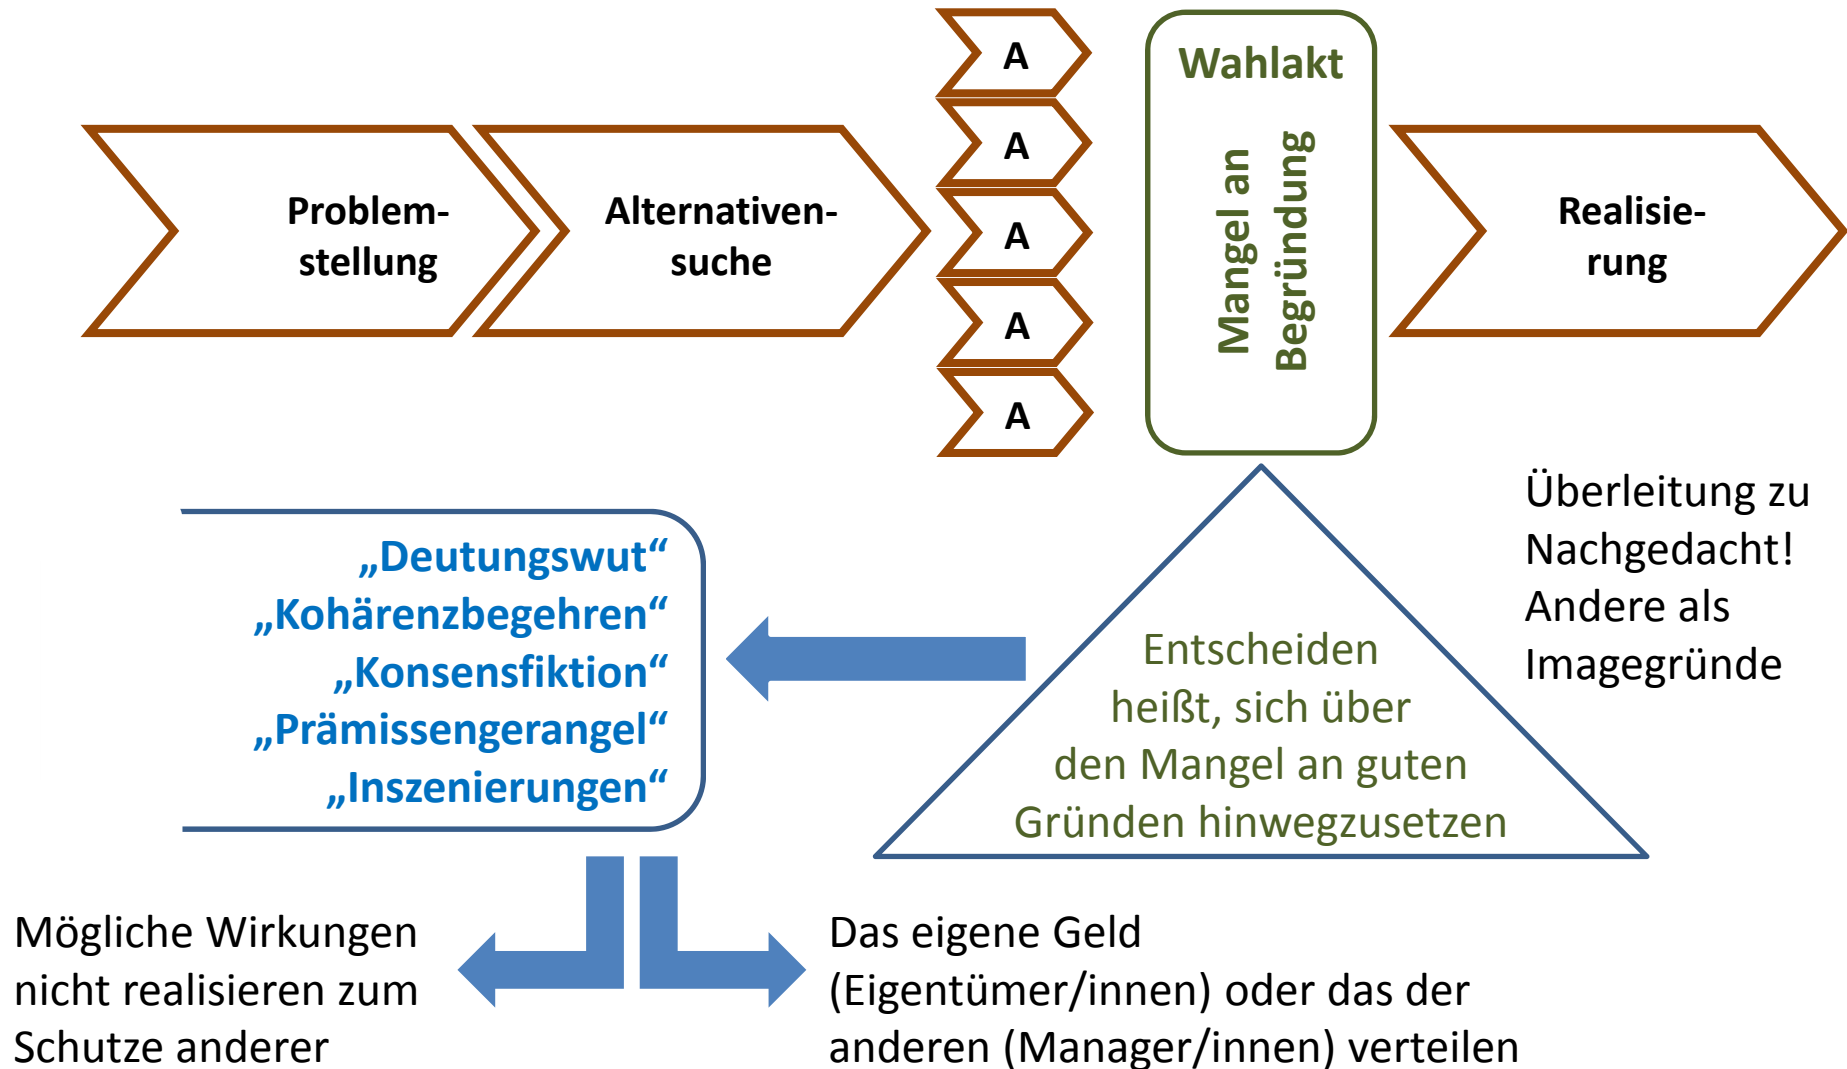 Problem-
stellung
Alternativen-
suche
A
A
A
A
A
Wahlakt
Mangel an
Begründung
Realisie-
rung
Überleitung zu
Nachgedacht!
Andere als
Imagegründe
„Deutungswut“
„Kohärenzbegehren“
„Konsensfiktion“
„Prämissengerangel“
„Inszenierungen“
Entscheiden
heißt, sich über
den Mangel an guten
Gründen hinwegzusetzen
Mögliche Wirkungen
nicht realisieren zum
Schutze anderer
Das eigene Geld
(Eigentümer/innen) oder das der
anderen (Manager/innen) verteilen